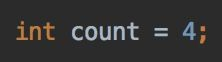 int count = 4;